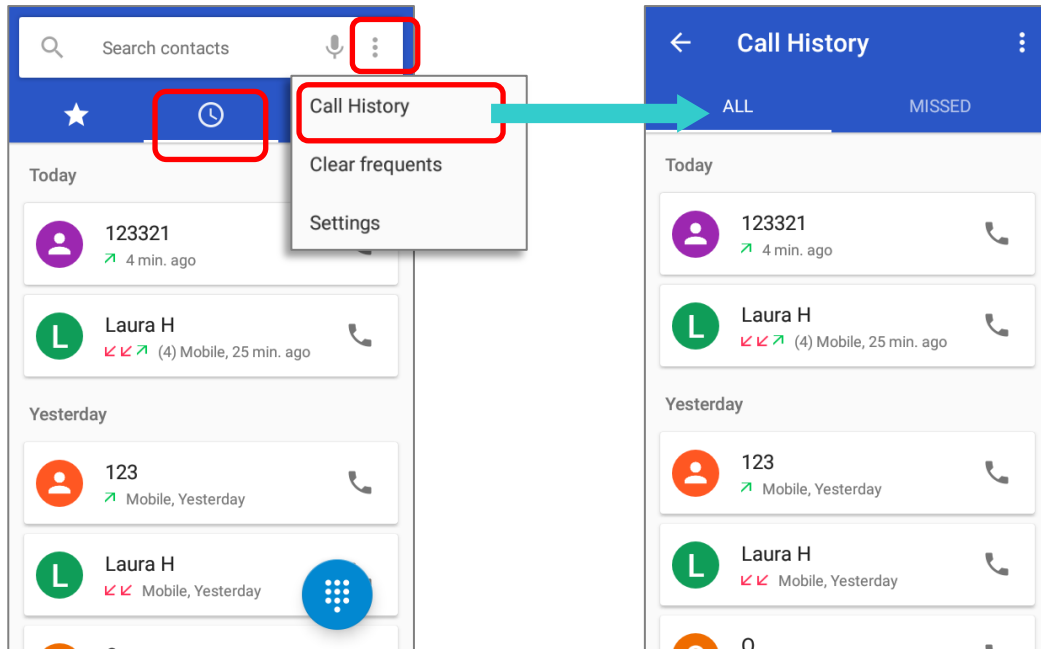 Search contacts
Call History
Clear frequents
Settings
Today
123321
4 min. ago
L
Laura H
(4) Mobile, 25 min. ago
Yesterday
123
Mobile, Yesterday
L
Laura H
Mobile, Yesterday
Call History
ALL
MISSED
Today
123321
4 min. ago
L
Laura H
(4) Mobile, 25 min. ago
Yesterday
123
Mobile, Yesterday
L
Laura H
Mobile, Yesterday